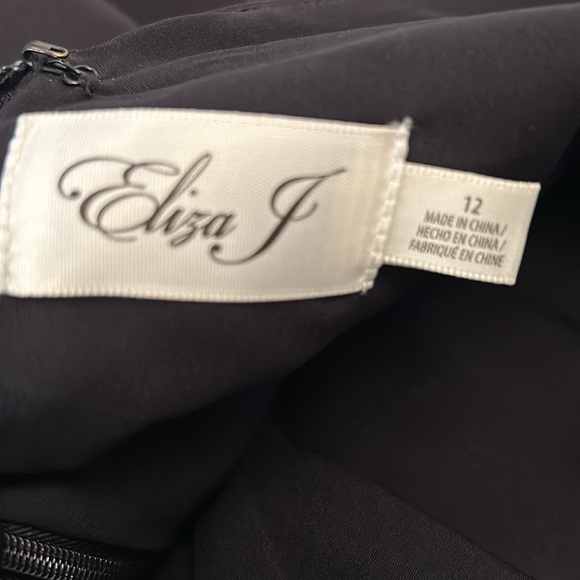 Eliza J
12
MADE IN CHINA/
HECHO EN CHINA/
FABRIQUÉ EN CHINE